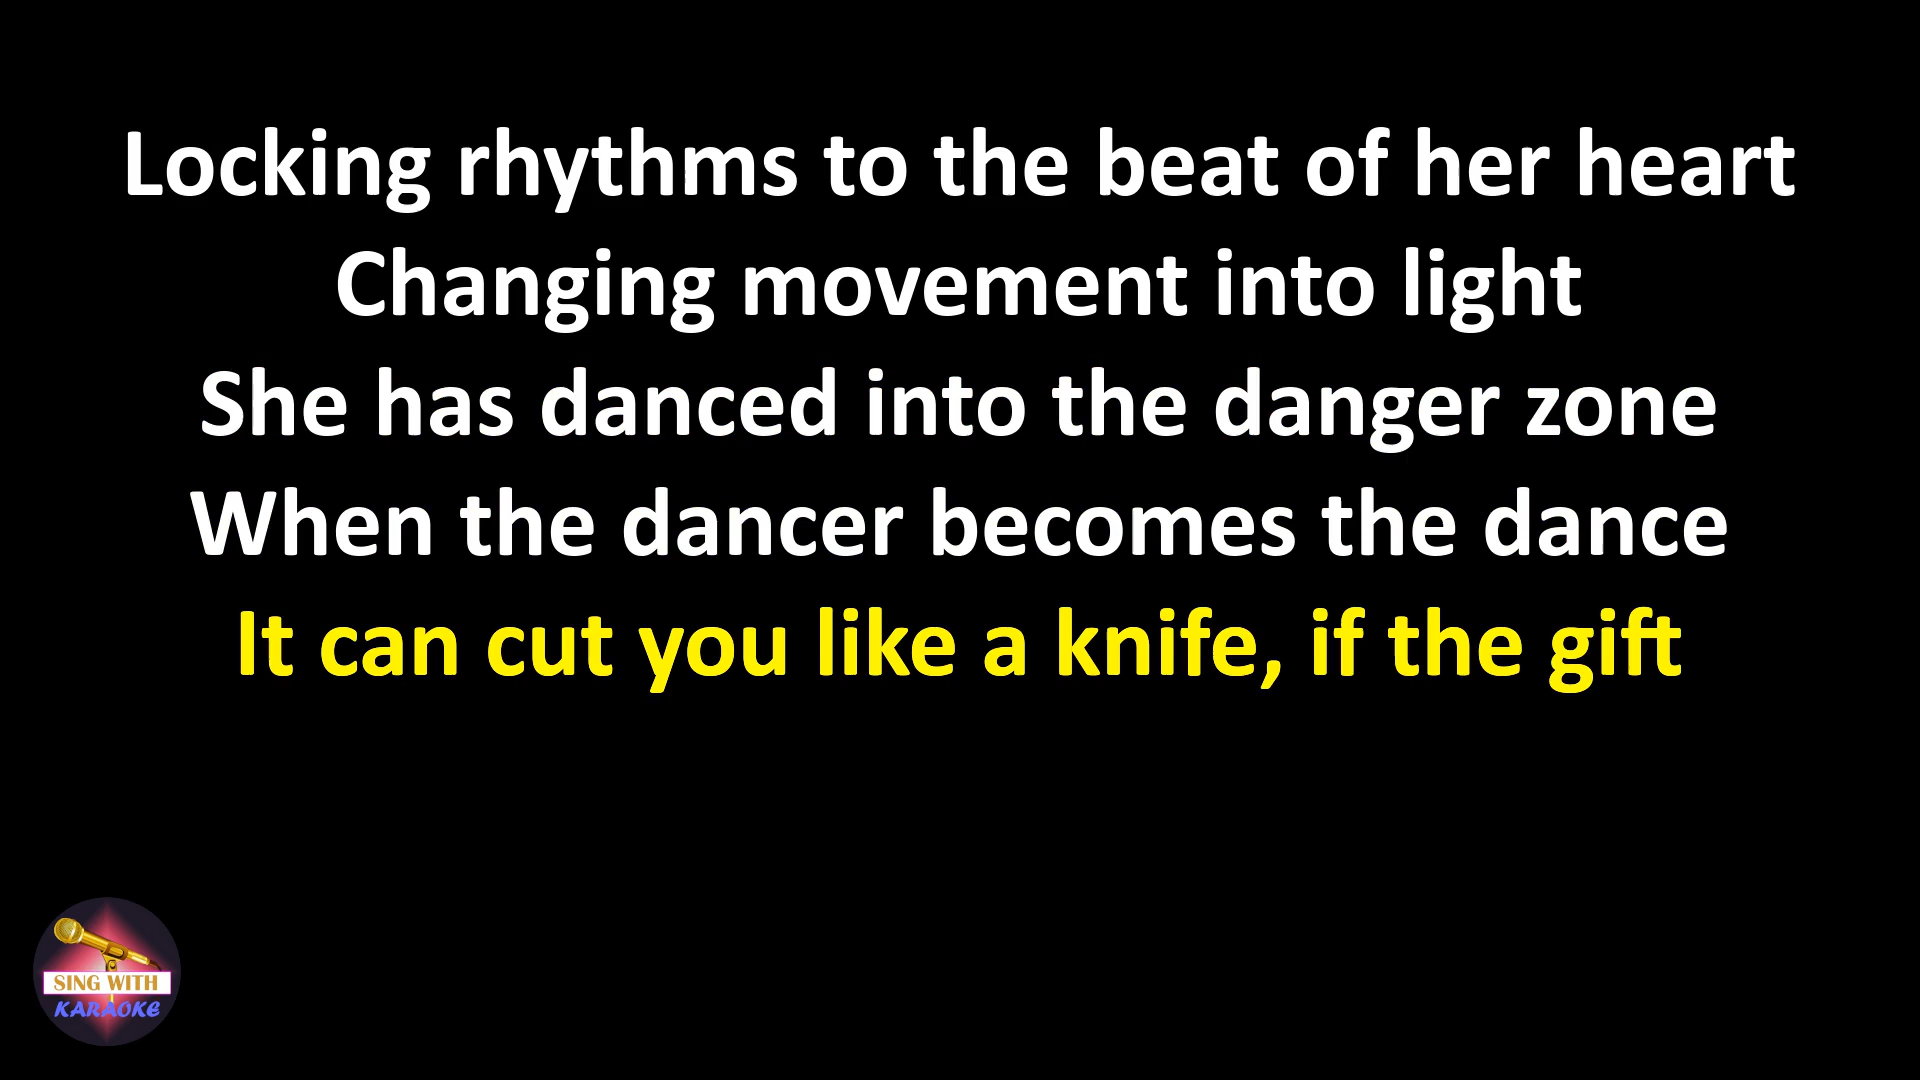 Locking rhythms to the beat of her heart
Changing movement into light
She has danced into the danger zone
When the dancer becomes the dance
It can cut you like a knife, if the gift
SING WITH
KARAOKE